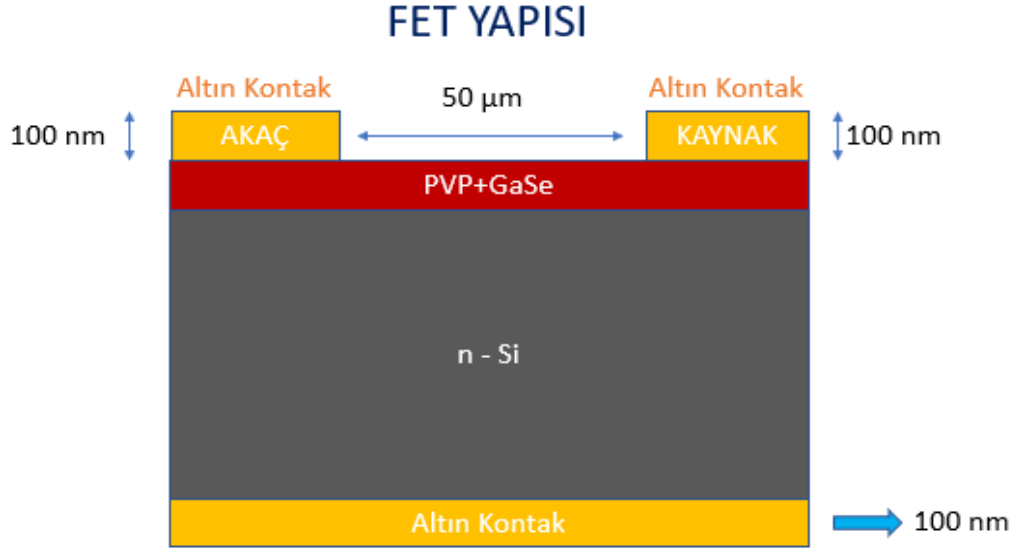 FET YAPISI
Altın Kontak
50 µm
Altın Kontak
100 nm
AKAÇ
KAYNAK
100 nm
PVP+GaSe
n - Si
Altın Kontak
100 nm